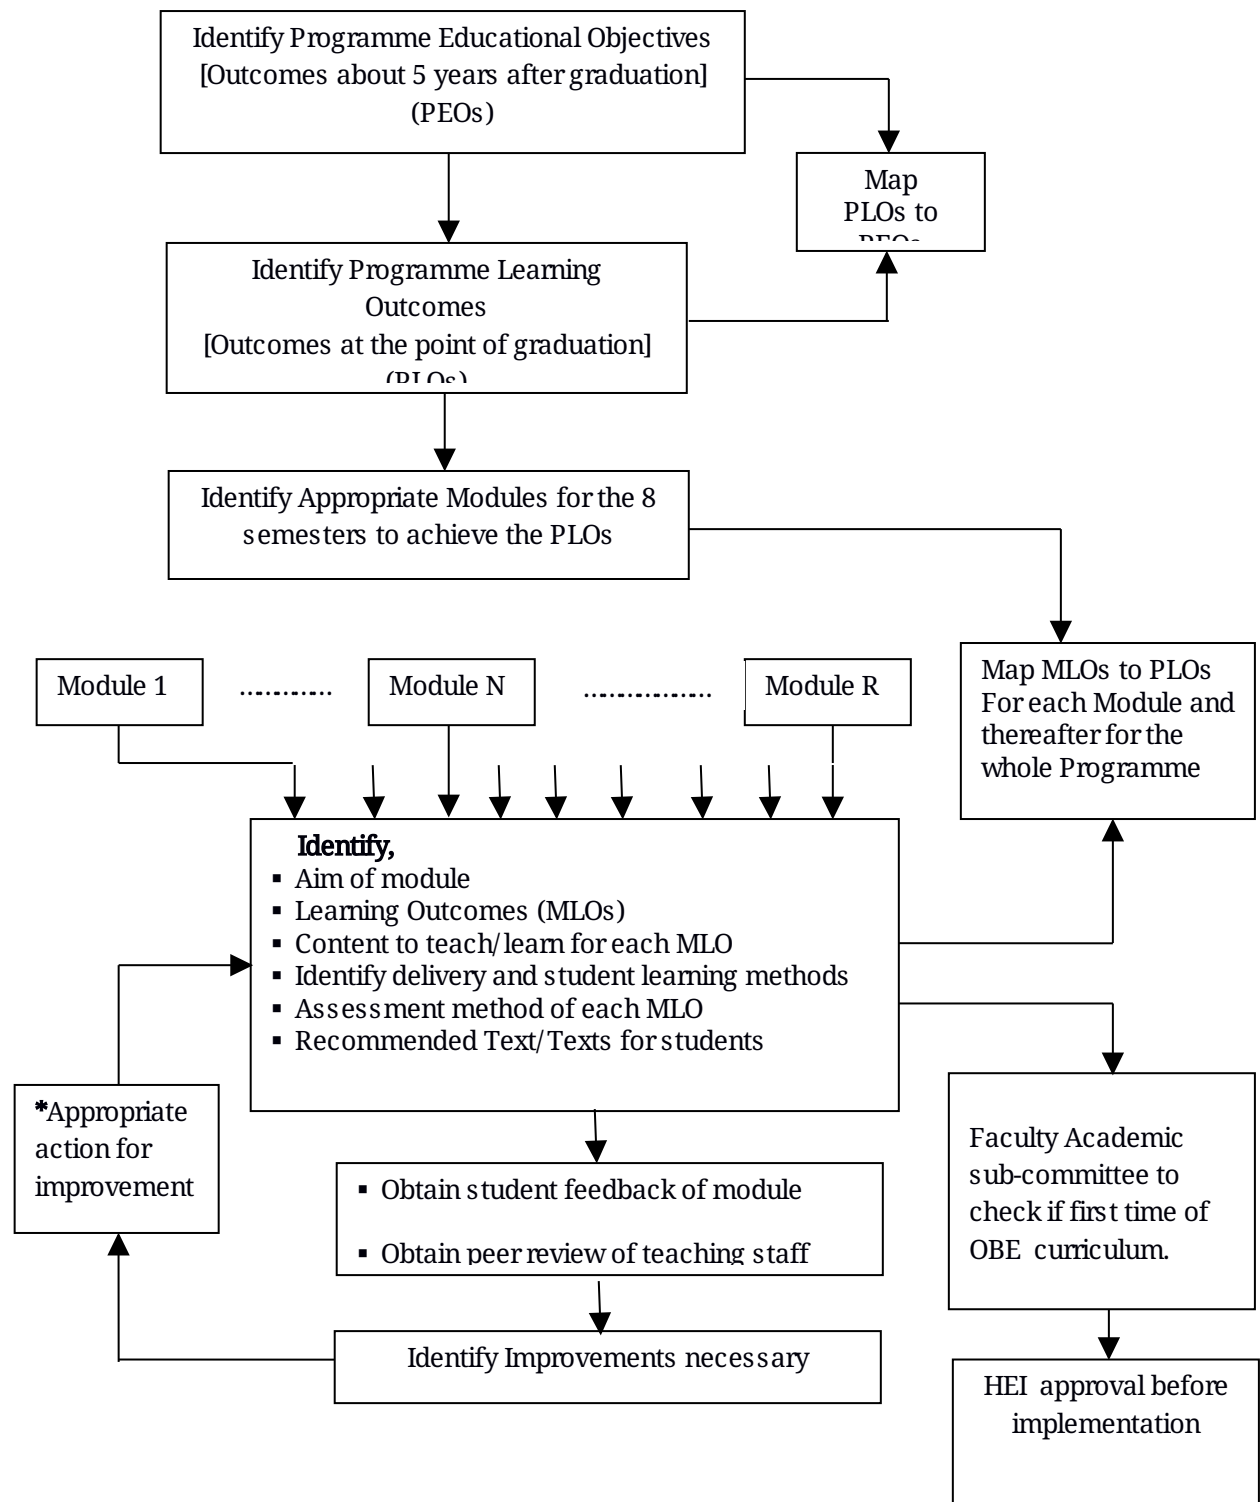 Identify Programme Educational Objectives
[Outcomes about 5 years after graduation]
(PEOs)
Map
PLOs to
PEOs
Identify Programme Learning
Outcomes
[Outcomes at the point of graduation]
(PLOs)
Identify Appropriate Modules for the 8
semesters to achieve the PLOs
Module 1 ............ Module N ................. Module R
Map MLOs to PLOs
For each Module and
thereafter for the
whole Programme
Identify,
▪ Aim of module
▪ Learning Outcomes (MLOs)
▪ Content to teach/learn for each MLO
▪ Identify delivery and student learning methods
▪ Assessment method of each MLO
▪ Recommended Text/Texts for students
*Appropriate
action for
improvement
▪ Obtain student feedback of module
▪ Obtain peer review of teaching staff
Identify Improvements necessary
Faculty Academic
sub-committee to
check if first time of
OBE curriculum.
HEI approval before
implementation